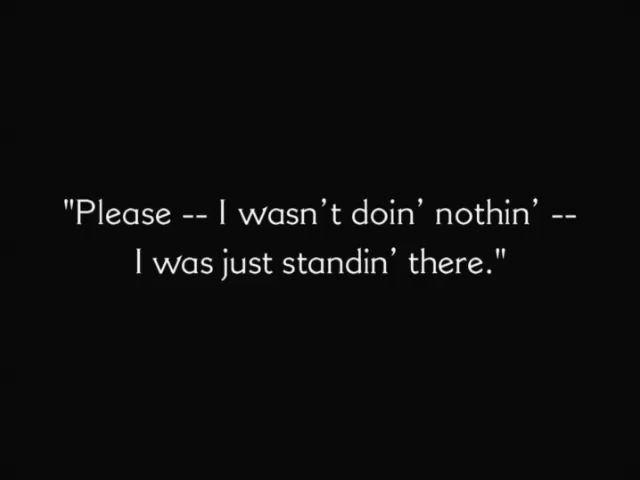 "Please -- I wasn’t doin’ nothin’ --
I was just standin’ there."